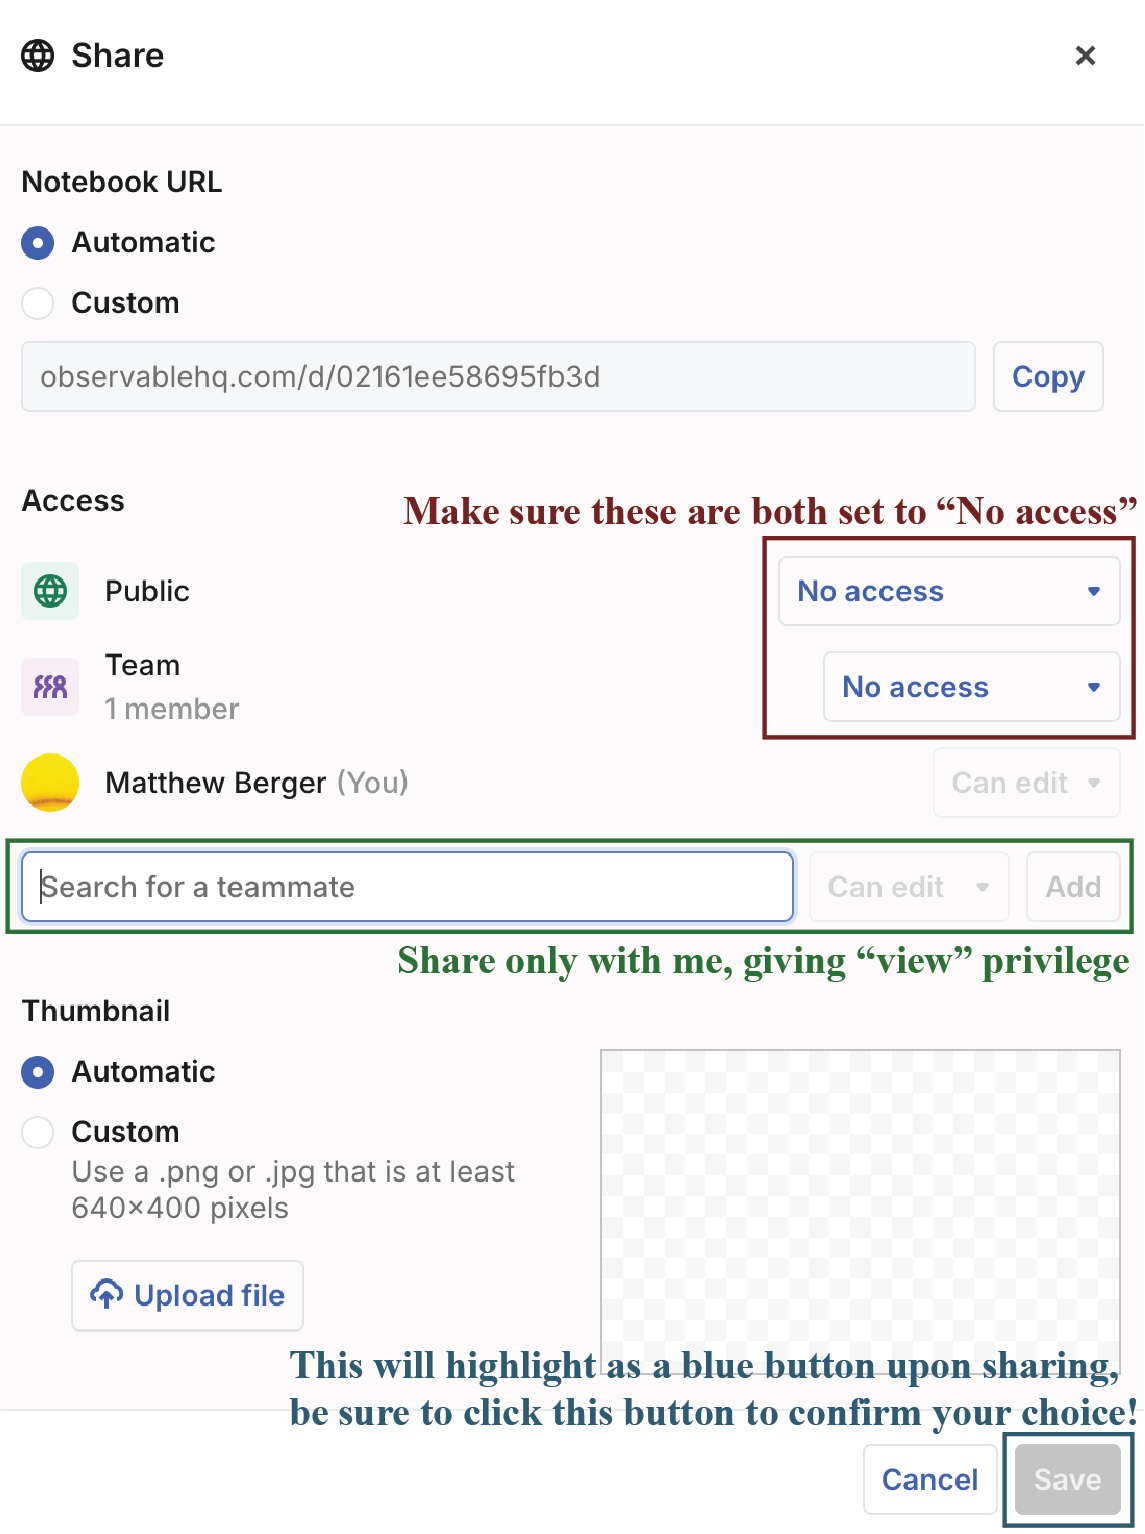 Share
Notebook URL
Automatic
Custom
observablehq.com/d/02161ee58695fb3d
Copy
Access
Make sure these are both set to “No access”
Public
No access
Team
1 member
No access
Matthew Berger (You)
Can edit
Search for a teammate
Can edit
Add
Share only with me, giving “view” privilege
Thumbnail
Automatic
Custom
Use a .png or .jpg that is at least
640×400 pixels
Upload file
This will highlight as a blue button upon sharing,
be sure to click this button to confirm your choice!
Cancel
Save